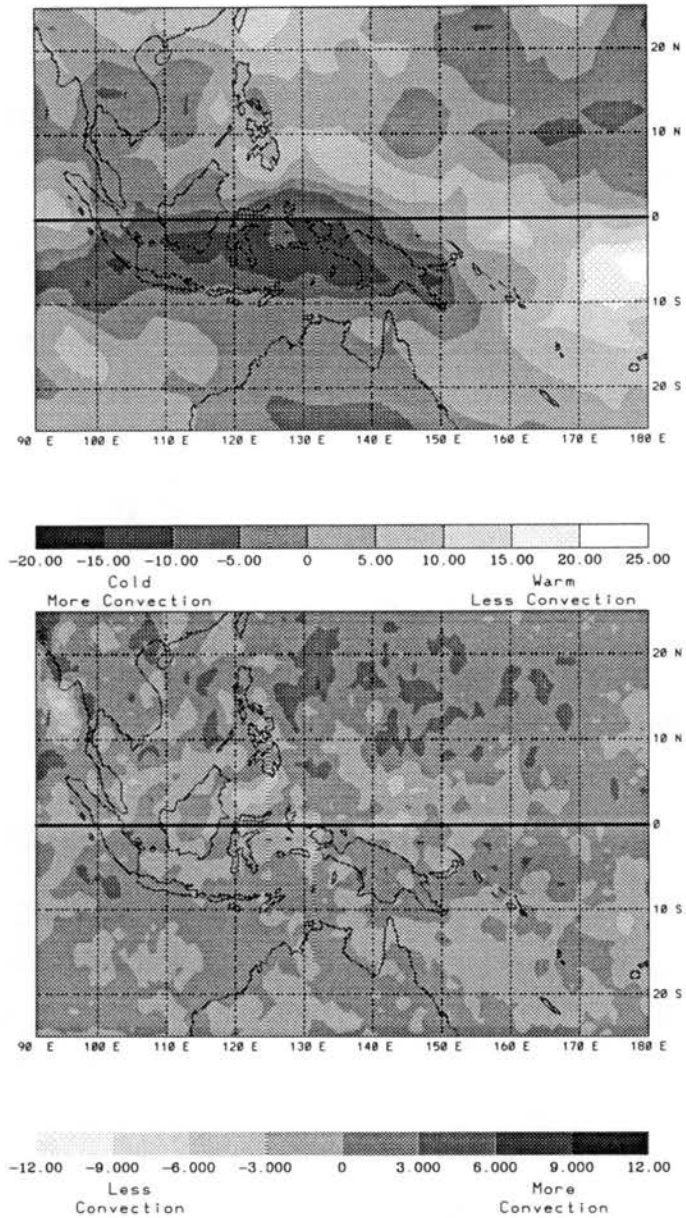 20 N
10 N
0
10 S
20 S
90 E 100 E 110 E 120 E 130 E 140 E 150 E 160 E 170 E 180 E
-20.00 -15.00 -10.00 -5.00 0 5.00 10.00 15.00 20.00 25.00
Cold Warm
More Convection Less Convection
20 N
10 N
0
10 S
20 S
90 E 100 E 110 E 120 E 130 E 140 E 150 E 160 E 170 E 180 E
-12.00 -9.000 -6.000 -3.000 0 3.000 6.000 9.000 12.00
Less More
Convection Convection